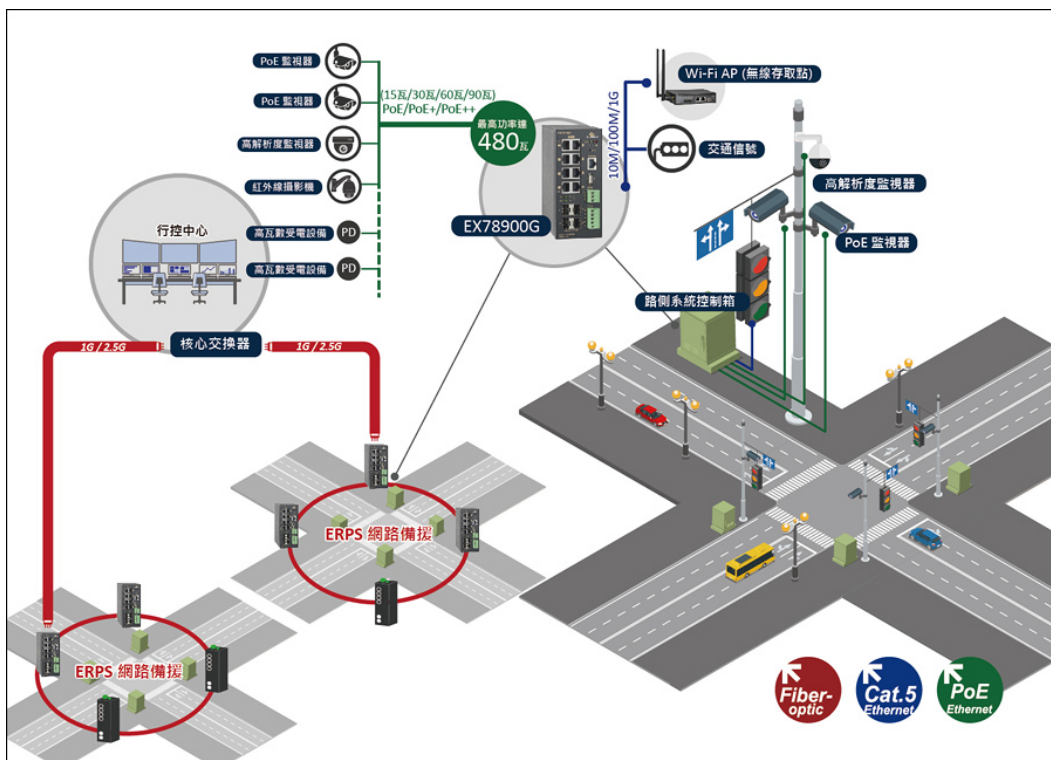 PoE 監視器
PoE 監視器
高解析度監視器
紅外線攝影機
高瓦數受電設備
PD
高瓦數受電設備
PD
(15瓦/30瓦/60瓦/90瓦)
PoE/PoE+/PoE++
最高功率達
480瓦
EX78900G
10M/100M/1G
Wi-Fi AP (無線存取點)
交通信號
高解析度監視器
PoE 監視器
路側系統控制箱
行控中心
核心交換器
1G / 2.5G
1G / 2.5G
ERPS 網路備援
ERPS 網路備援
Fiber-
optic
Cat.5
Ethernet
PoE
Ethernet